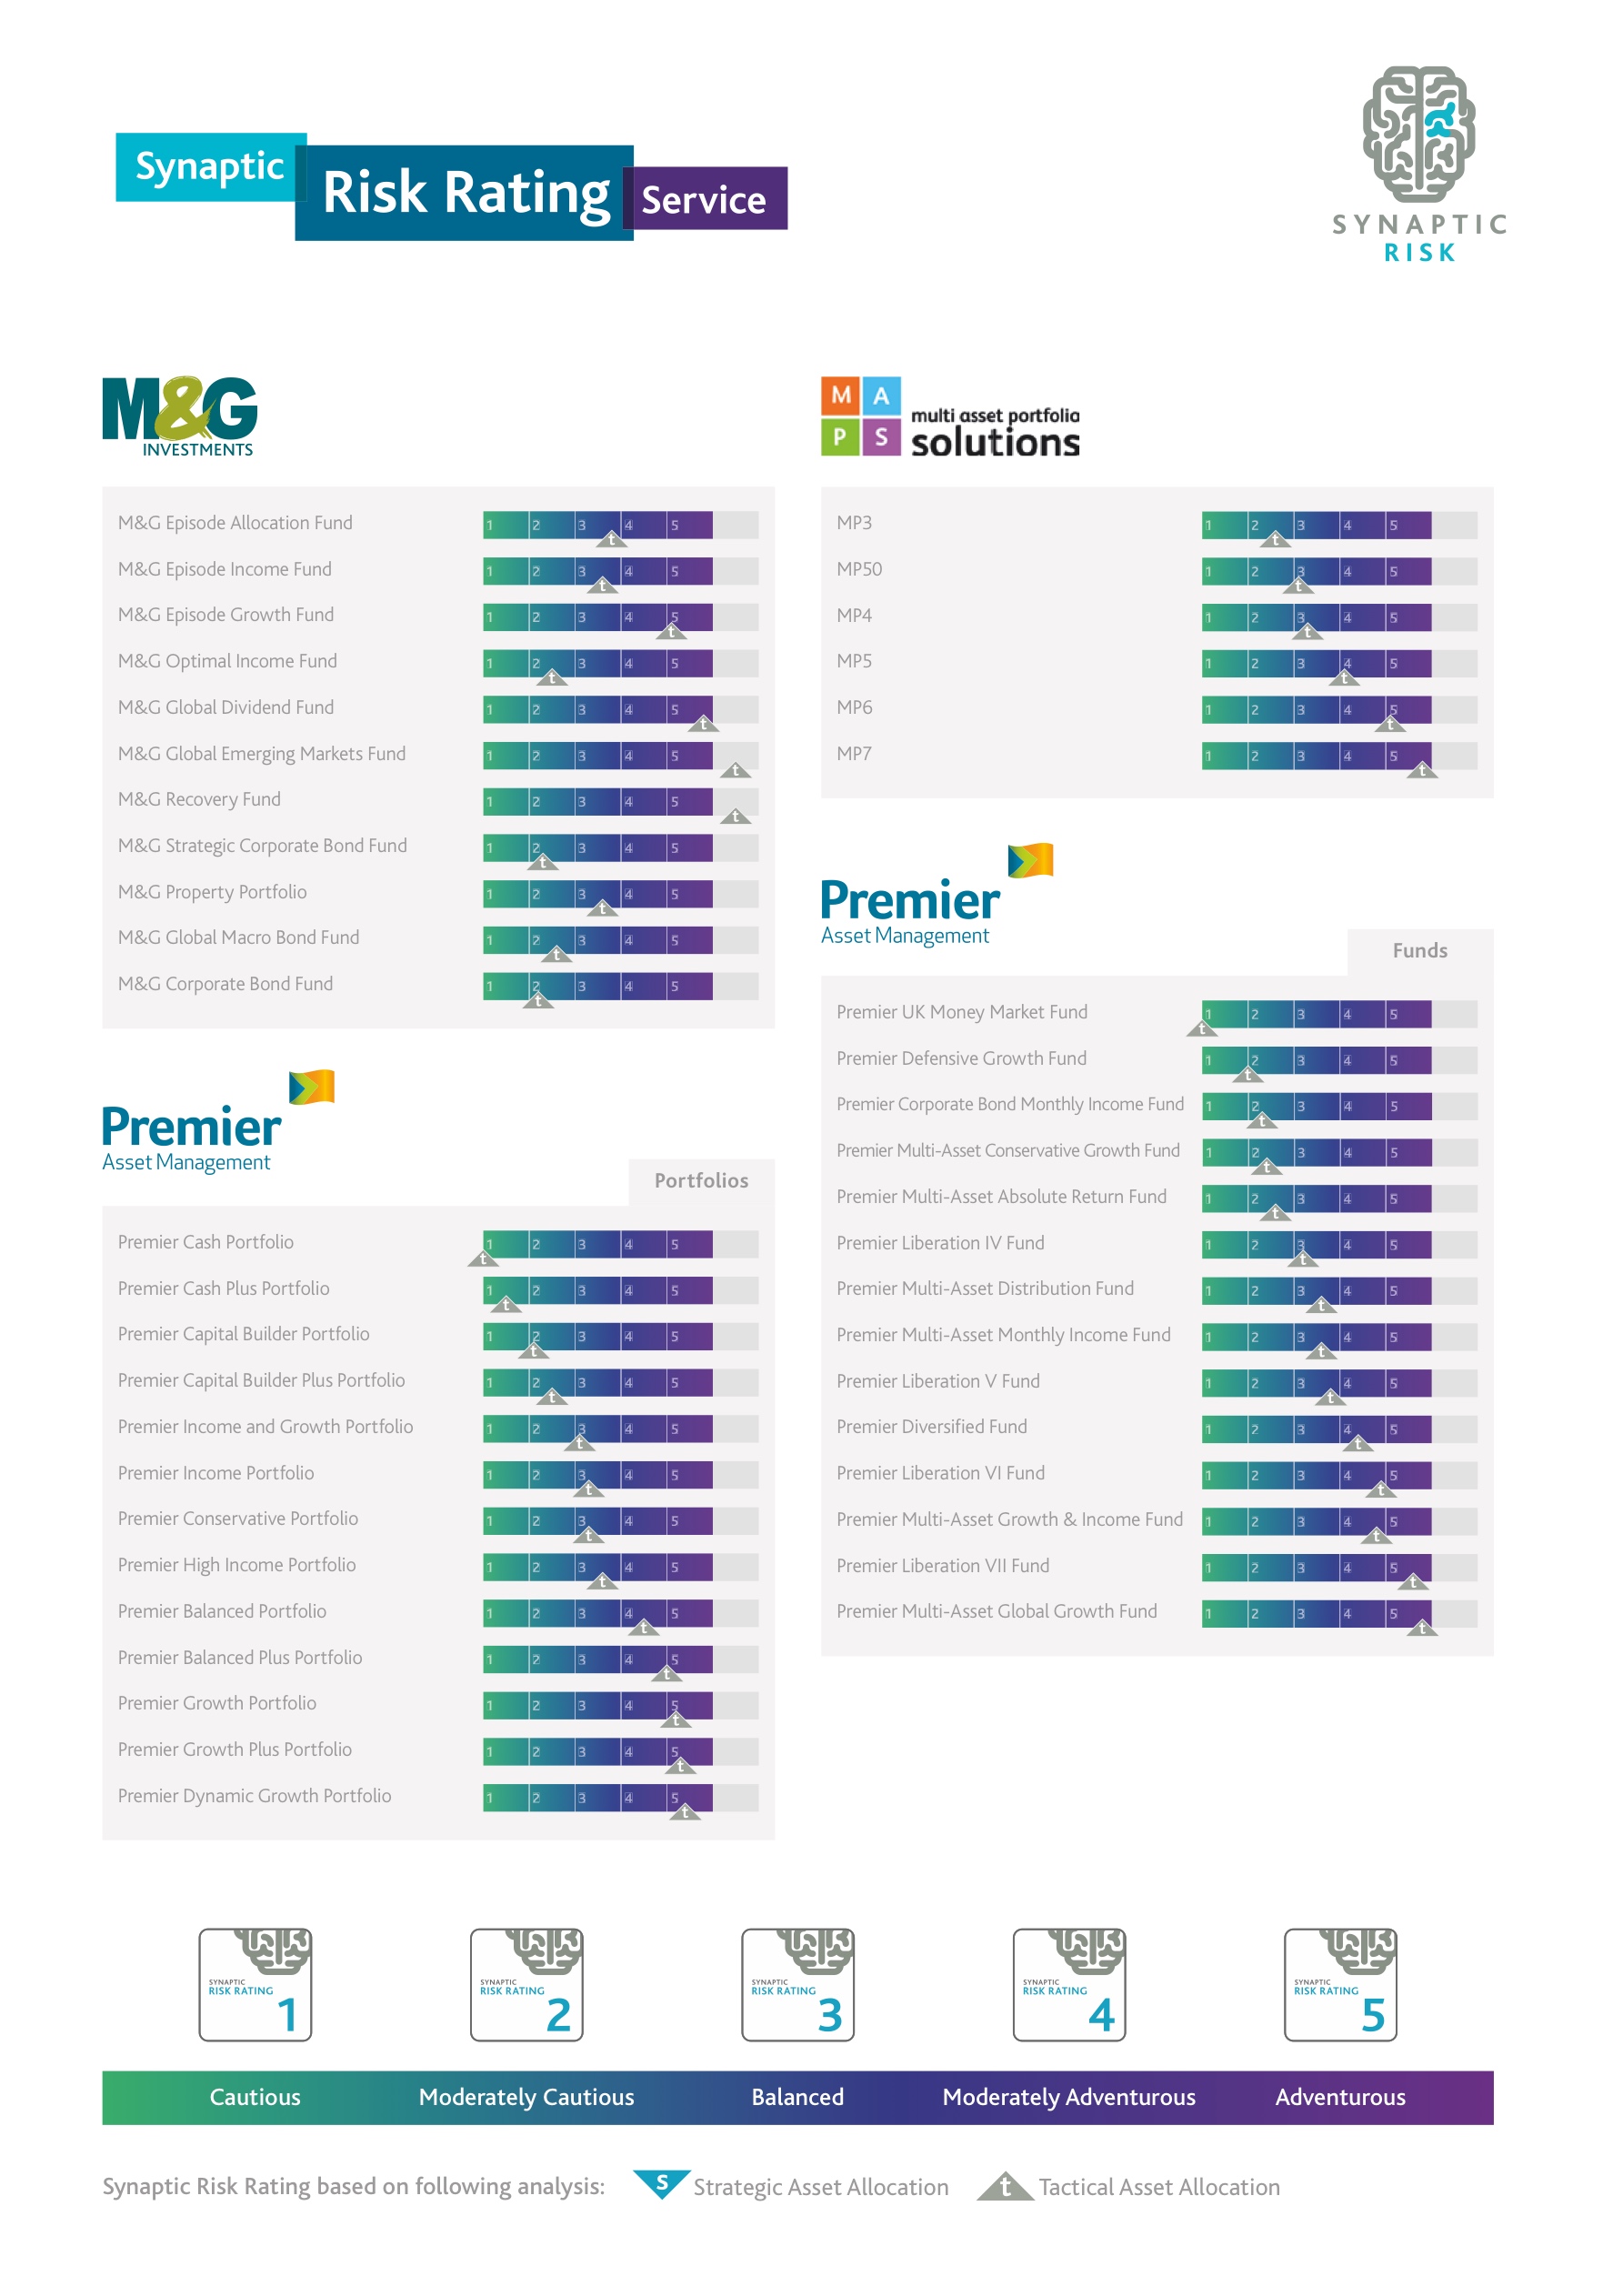 Synaptic
Risk Rating
Service
SYNAPTIC
RISK
M&G
INVESTMENTS
M&G Episode Allocation Fund 1 2 3 4 5 t
M&G Episode Income Fund 1 2 3 4 5 t
M&G Episode Growth Fund 1 2 3 4 5 t
M&G Optimal Income Fund 1 2 3 4 5 t
M&G Global Dividend Fund 1 2 3 4 5 t
M&G Global Emerging Markets Fund 1 2 3 4 5 t
M&G Recovery Fund 1 2 3 4 5 t
M&G Strategic Corporate Bond Fund 1 2 3 4 5 t
M&G Property Portfolio 1 2 3 4 5 t
M&G Global Macro Bond Fund 1 2 3 4 5 t
M&G Corporate Bond Fund 1 2 3 4 5 t
Premier
Asset Management
Portfolios
Premier Cash Portfolio 1 2 3 4 5 t
Premier Cash Plus Portfolio 1 2 3 4 5 t
Premier Capital Builder Portfolio 1 2 3 4 5 t
Premier Capital Builder Plus Portfolio 1 2 3 4 5 t
Premier Income and Growth Portfolio 1 2 3 4 5 t
Premier Income Portfolio 1 2 3 4 5 t
Premier Conservative Portfolio 1 2 3 4 5 t
Premier High Income Portfolio 1 2 3 4 5 t
Premier Balanced Portfolio 1 2 3 4 5 t
Premier Balanced Plus Portfolio 1 2 3 4 5 t
Premier Growth Portfolio 1 2 3 4 5 t
Premier Growth Plus Portfolio 1 2 3 4 5 t
Premier Dynamic Growth Portfolio 1 2 3 4 5 t
M A
P S
multi asset portfolio
solutions
MP3 1 2 3 4 5 t
MP50 1 2 3 4 5 t
MP4 1 2 3 4 5 t
MP5 1 2 3 4 5 t
MP6 1 2 3 4 5 t
MP7 1 2 3 4 5 t
Premier
Asset Management
Funds
Premier UK Money Market Fund 1 2 3 4 5 t
Premier Defensive Growth Fund 1 2 3 4 5 t
Premier Corporate Bond Monthly Income Fund 1 2 3 4 5 t
Premier Multi-Asset Conservative Growth Fund 1 2 3 4 5 t
Premier Multi-Asset Absolute Return Fund 1 2 3 4 5 t
Premier Liberation IV Fund 1 2 3 4 5 t
Premier Multi-Asset Distribution Fund 1 2 3 4 5 t
Premier Multi-Asset Monthly Income Fund 1 2 3 4 5 t
Premier Liberation V Fund 1 2 3 4 5 t
Premier Diversified Fund 1 2 3 4 5 t
Premier Liberation VI Fund 1 2 3 4 5 t
Premier Multi-Asset Growth & Income Fund 1 2 3 4 5 t
Premier Liberation VII Fund 1 2 3 4 5 t
Premier Multi-Asset Global Growth Fund 1 2 3 4 5 t
SYNAPTIC
RISK RATING
1
SYNAPTIC
RISK RATING
2
SYNAPTIC
RISK RATING
3
SYNAPTIC
RISK RATING
4
SYNAPTIC
RISK RATING
5
Cautious Moderately Cautious Balanced Moderately Adventurous Adventurous
Synaptic Risk Rating based on following analysis: S Strategic Asset Allocation t Tactical Asset Allocation